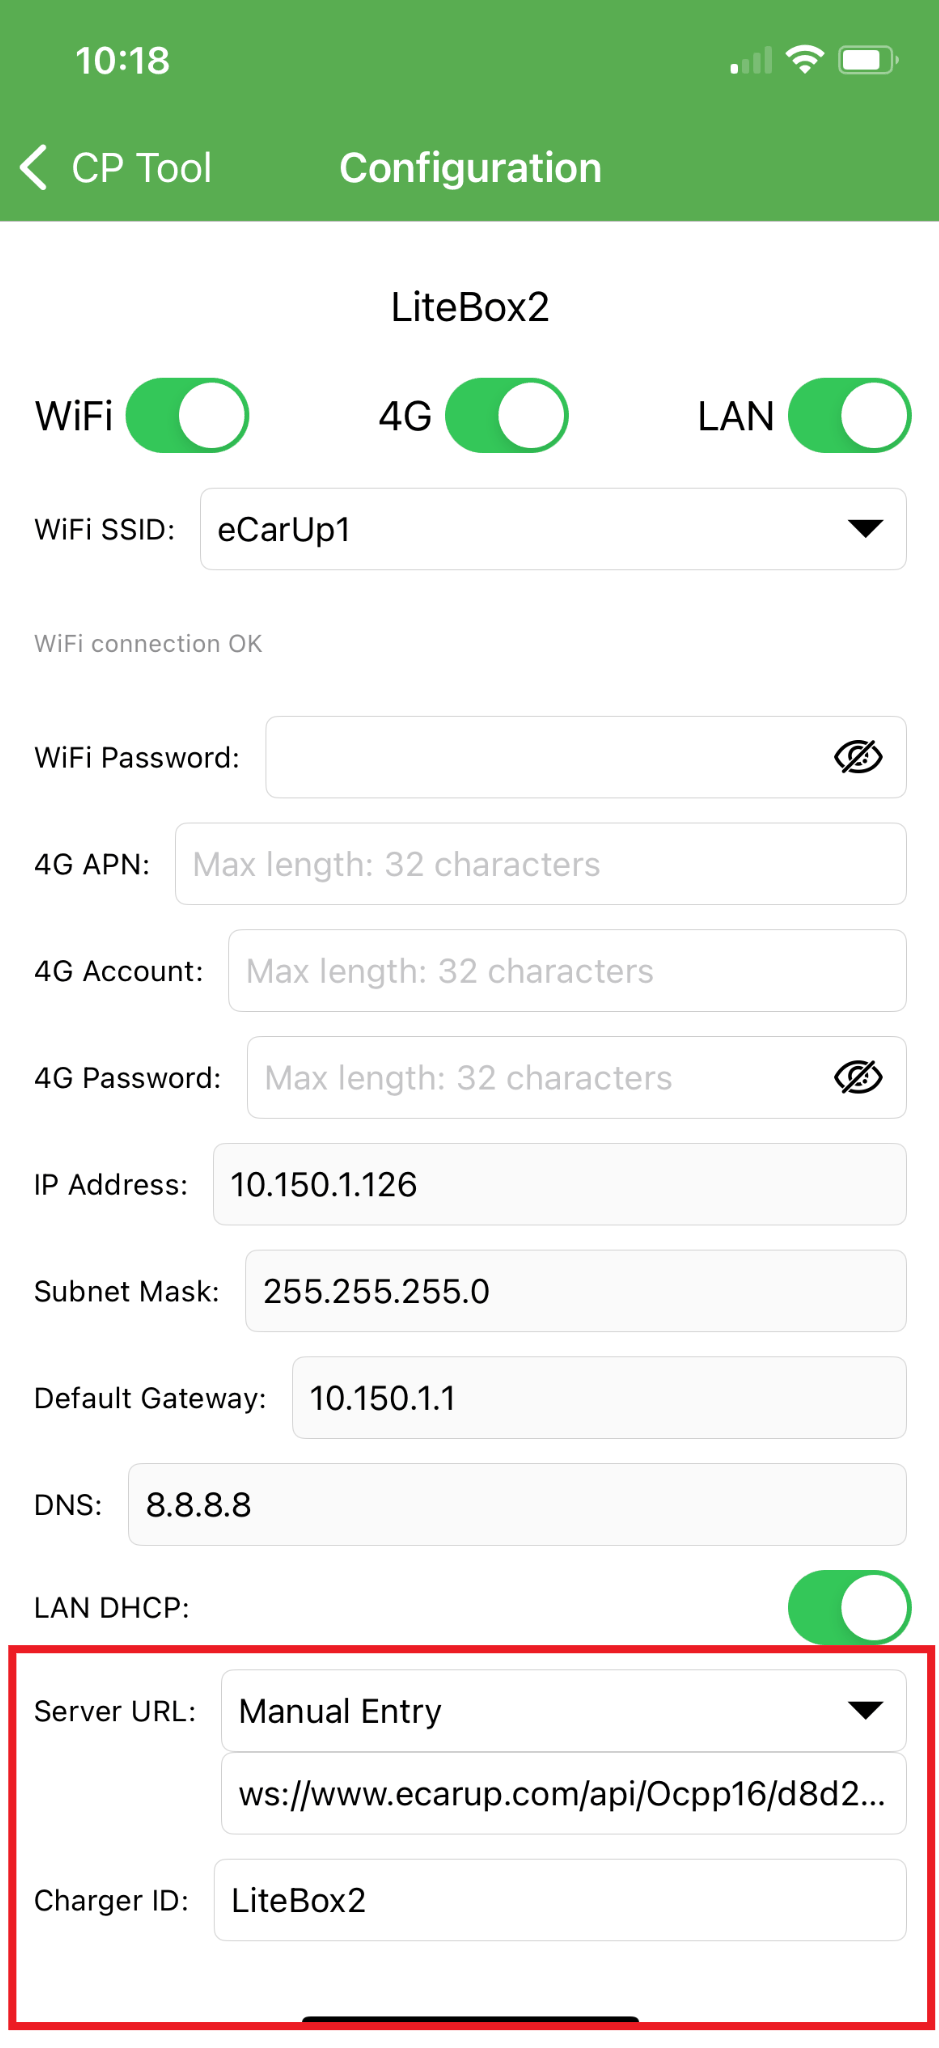 10:18
CP Tool Configuration
LiteBox2
WiFi 4G LAN
WiFi SSID: eCarUp1
WiFi connection OK
WiFi Password:
4G APN: Max length: 32 characters
4G Account: Max length: 32 characters
4G Password: Max length: 32 characters
IP Address: 10.150.1.126
Subnet Mask: 255.255.255.0
Default Gateway: 10.150.1.1
DNS: 8.8.8.8
LAN DHCP:
Server URL: Manual Entry
ws://www.ecarup.com/api/Ocpp16/d8d2...
Charger ID: LiteBox2